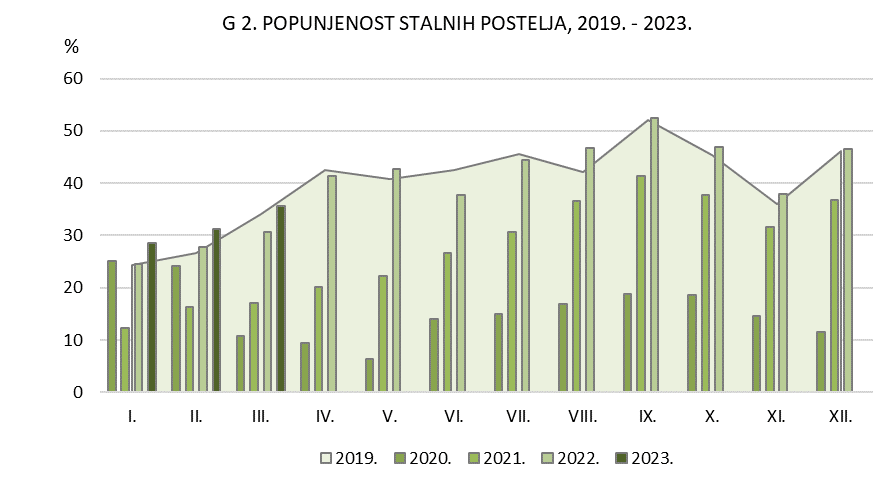 G 2. POPUNJENOST STALNIH POSTELJA, 2019. - 2023.
%
60
50
40
30
20
10
0
I. II. III. IV. V. VI. VII. VIII. IX. X. XI. XII.
2019. 2020. 2021. 2022. 2023.